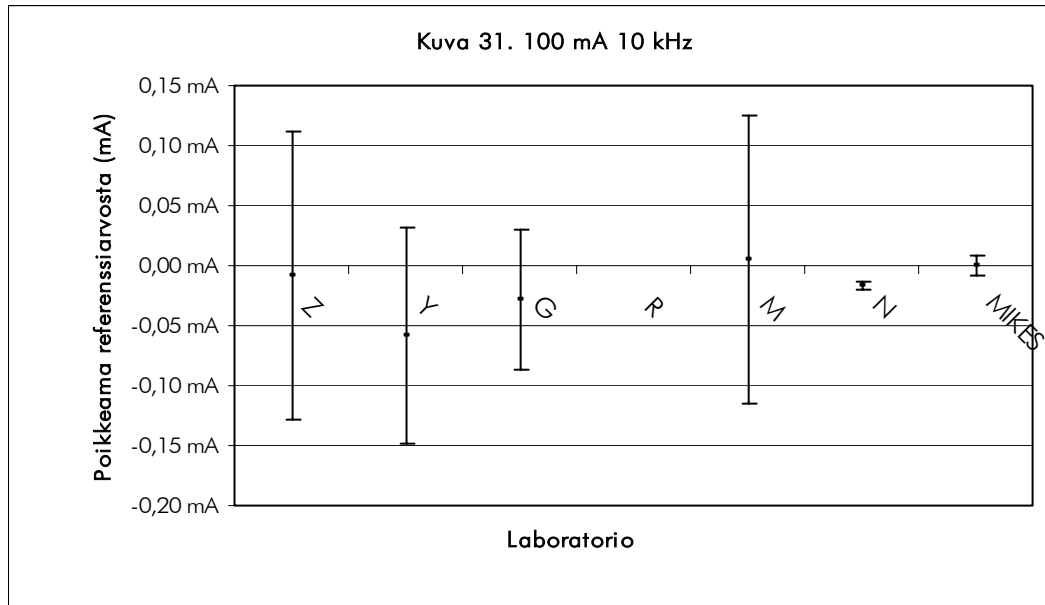 Kuva 31. 100 mA 10 kHz
0,15 mA
0,10 mA
0,05 mA
0,00 mA
-0,05 mA
-0,10 mA
-0,15 mA
-0,20 mA
Poikkeama referenssiarvosta (mA)
Z Y G R M N MIKES
Laboratorio